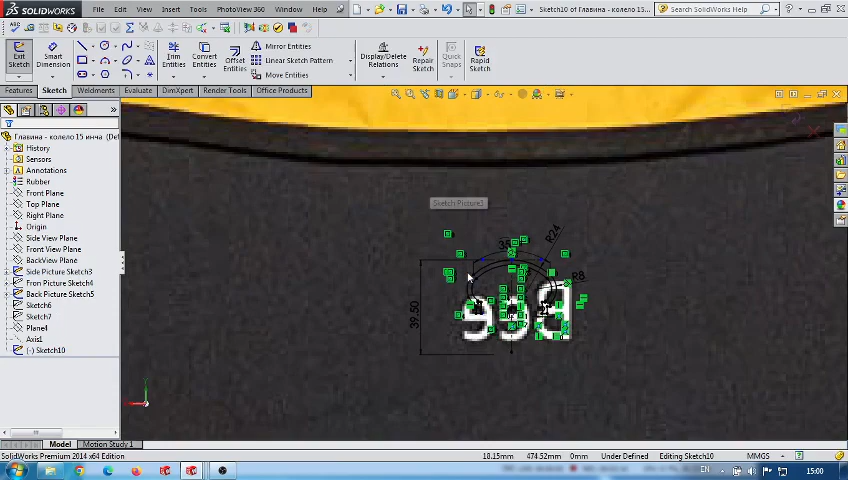 SOLIDWORKS File Edit View Insert Tools PhotoView 360 Window Help Sketch10 of Главина - колело 15 инча... Search SolidWorks Help
Exit Sketch Smart Dimension Trim Entities Convert Entities Offset Entities Mirror Entities Linear Sketch Pattern Move Entities Display/Delete Relations Repair Sketch Quick Snaps Rapid Sketch
Features Sketch Weldments Evaluate DimXpert Render Tools Office Products
Главина - колело 15 инча (De
History
Sensors
Annotations
Rubber
Front Plane
Top Plane
Right Plane
Origin
Side View Plane
Front View Plane
BackView Plane
Side Picture Sketch3
Fron Picture Sketch4
Back Picture Sketch5
Sketch6
Sketch7
Plane4
Axis1
(-) Sketch10
Sketch Picture3
R24
R8
39.50
Model Motion Study 1
SolidWorks Premium 2014 x64 Edition 18.15mm 474.52mm 0mm Under Defined Editing Sketch10 MMGS
EN 15:00